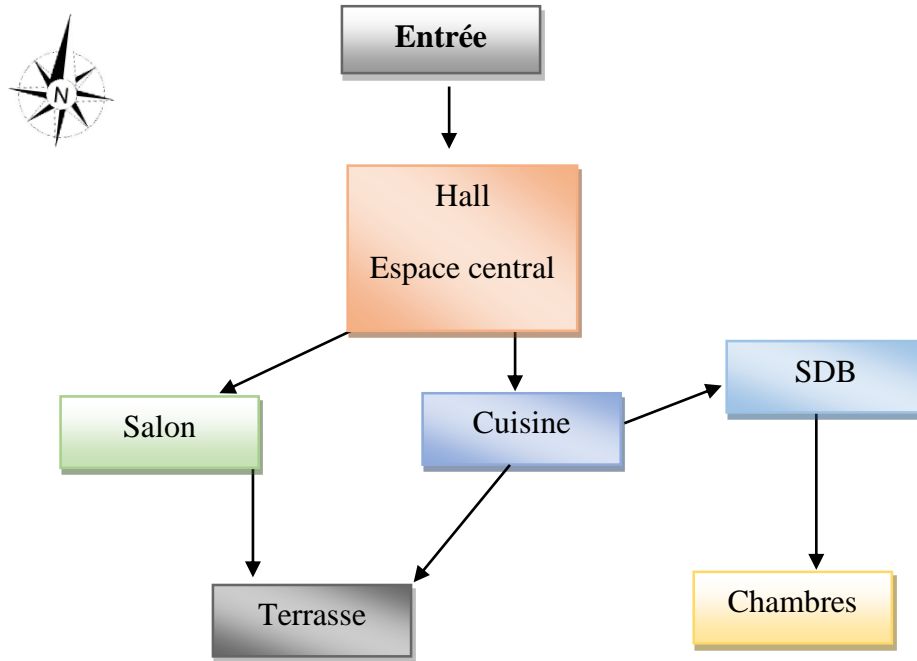 Entrée
N
Hall
Espace central
SDB
Salon
Cuisine
Terrasse
Chambres